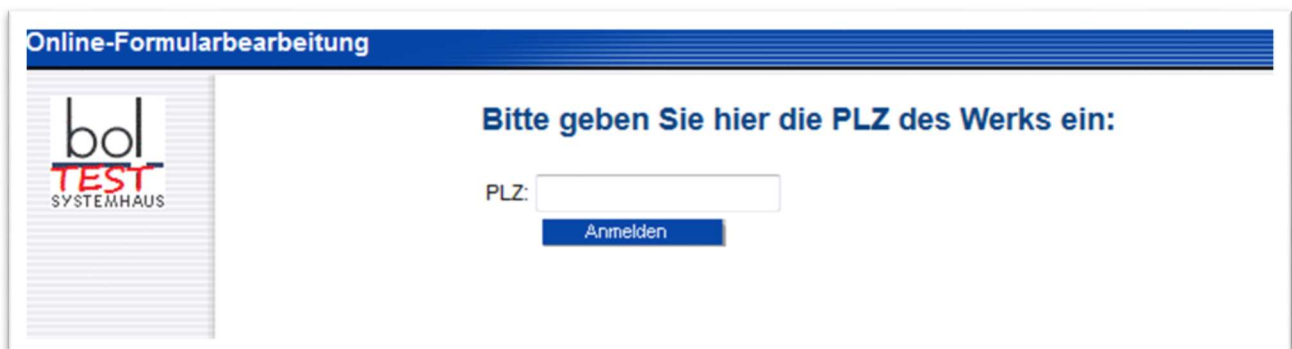 Online-Formularbearbeitung
bol
TEST
SYSTEMHAUS
Bitte geben Sie hier die PLZ des Werks ein:
PLZ:
Anmelden